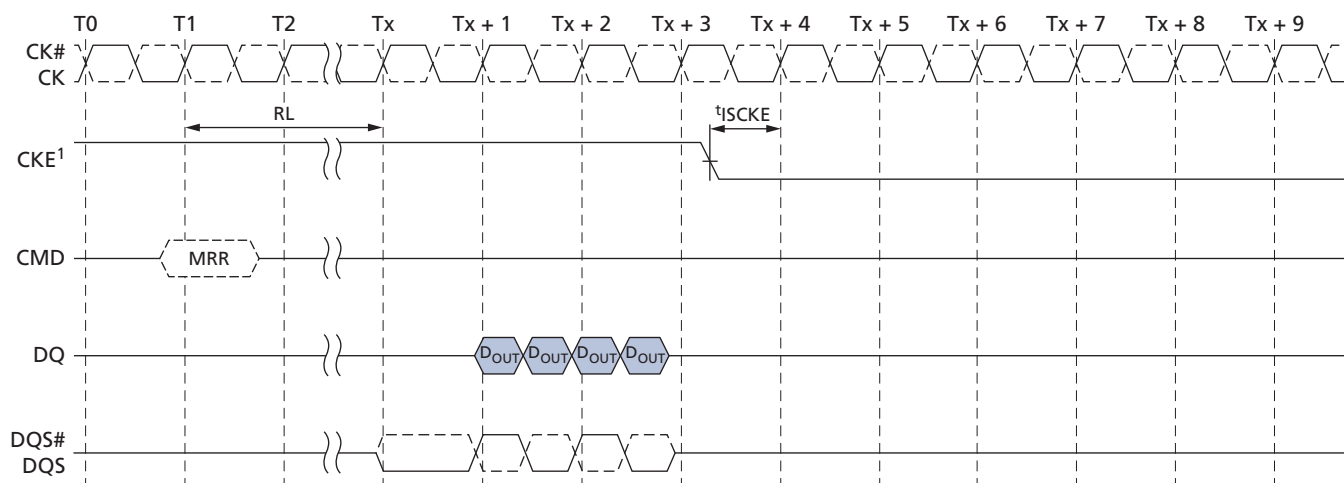 T0 T1 T2 Tx Tx + 1 Tx + 2 Tx + 3 Tx + 4 Tx + 5 Tx + 6 Tx + 7 Tx + 8 Tx + 9
CK#
CK
RL
tISCKE
CKE1
CMD
MRR
DQ
DOUT DOUT DOUT DOUT
DQS#
DQS